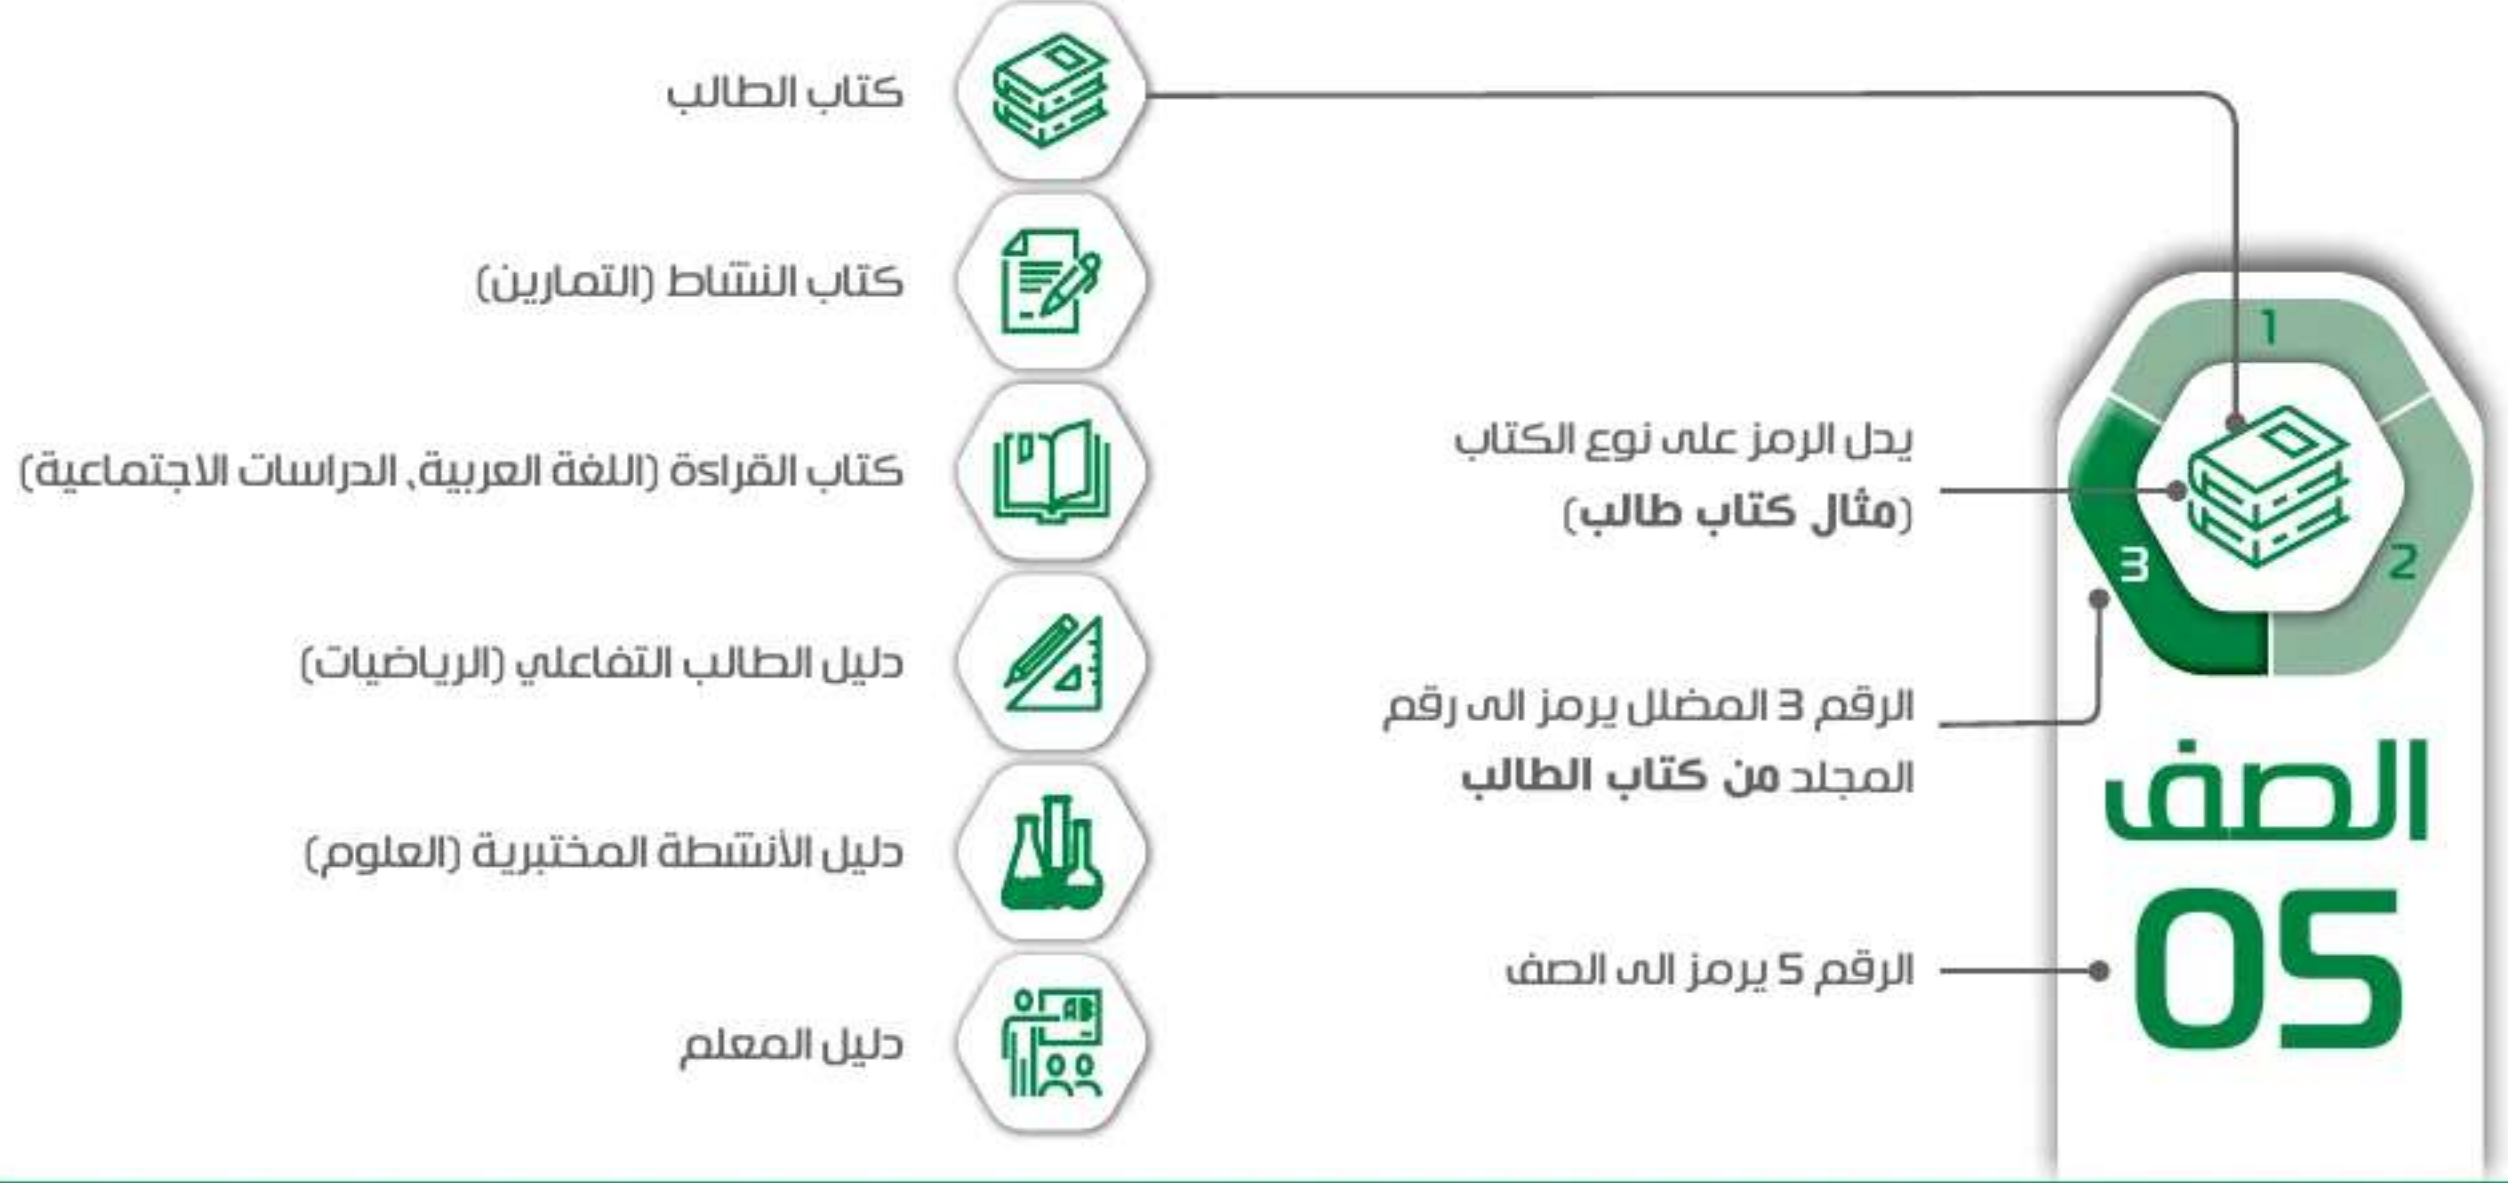 1
2
3
الصف
05
يدل الرمز على نوع الكتاب
(مثال كتاب طالب)
الرقم 3 المضلل يرمز الى رقم
المجلد من كتاب الطالب
الرقم 5 يرمز الى الصف
كتاب الطالب
كتاب النشاط (التمارين)
كتاب القراءة (اللغة العربية، الدراسات الاجتماعية)
دليل الطالب التفاعلي (الرياضيات)
دليل الأنشطة المختبرية (العلوم)
AB
دليل المعلم